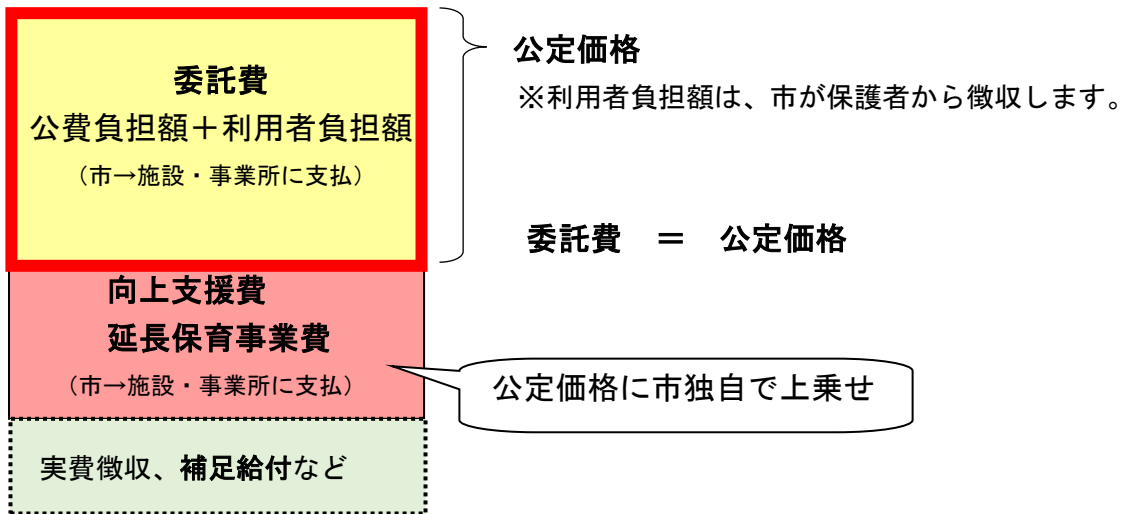 委託費
公費負担額＋利用者負担額
（市→施設・事業所に支払）
公定価格
※利用者負担額は、市が保護者から徴収します。
委託費　＝　公定価格
向上支援費
延長保育事業費
（市→施設・事業所に支払）
公定価格に市独自で上乗せ
実費徴収、補足給付など